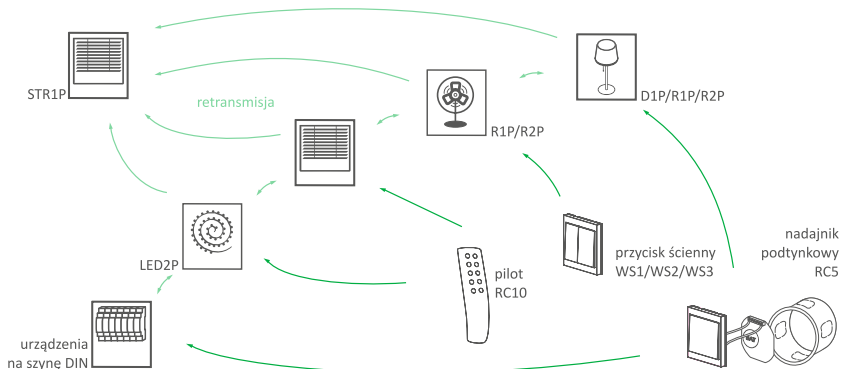 STR1P
retransmisja
D1P/R1P/R2P
R1P/R2P
LED2P
pilot
RC10
przycisk ścienny
WS1/WS2/WS3
nadajnik
podtynkowy
RC5
urządzenia
na szynę DIN